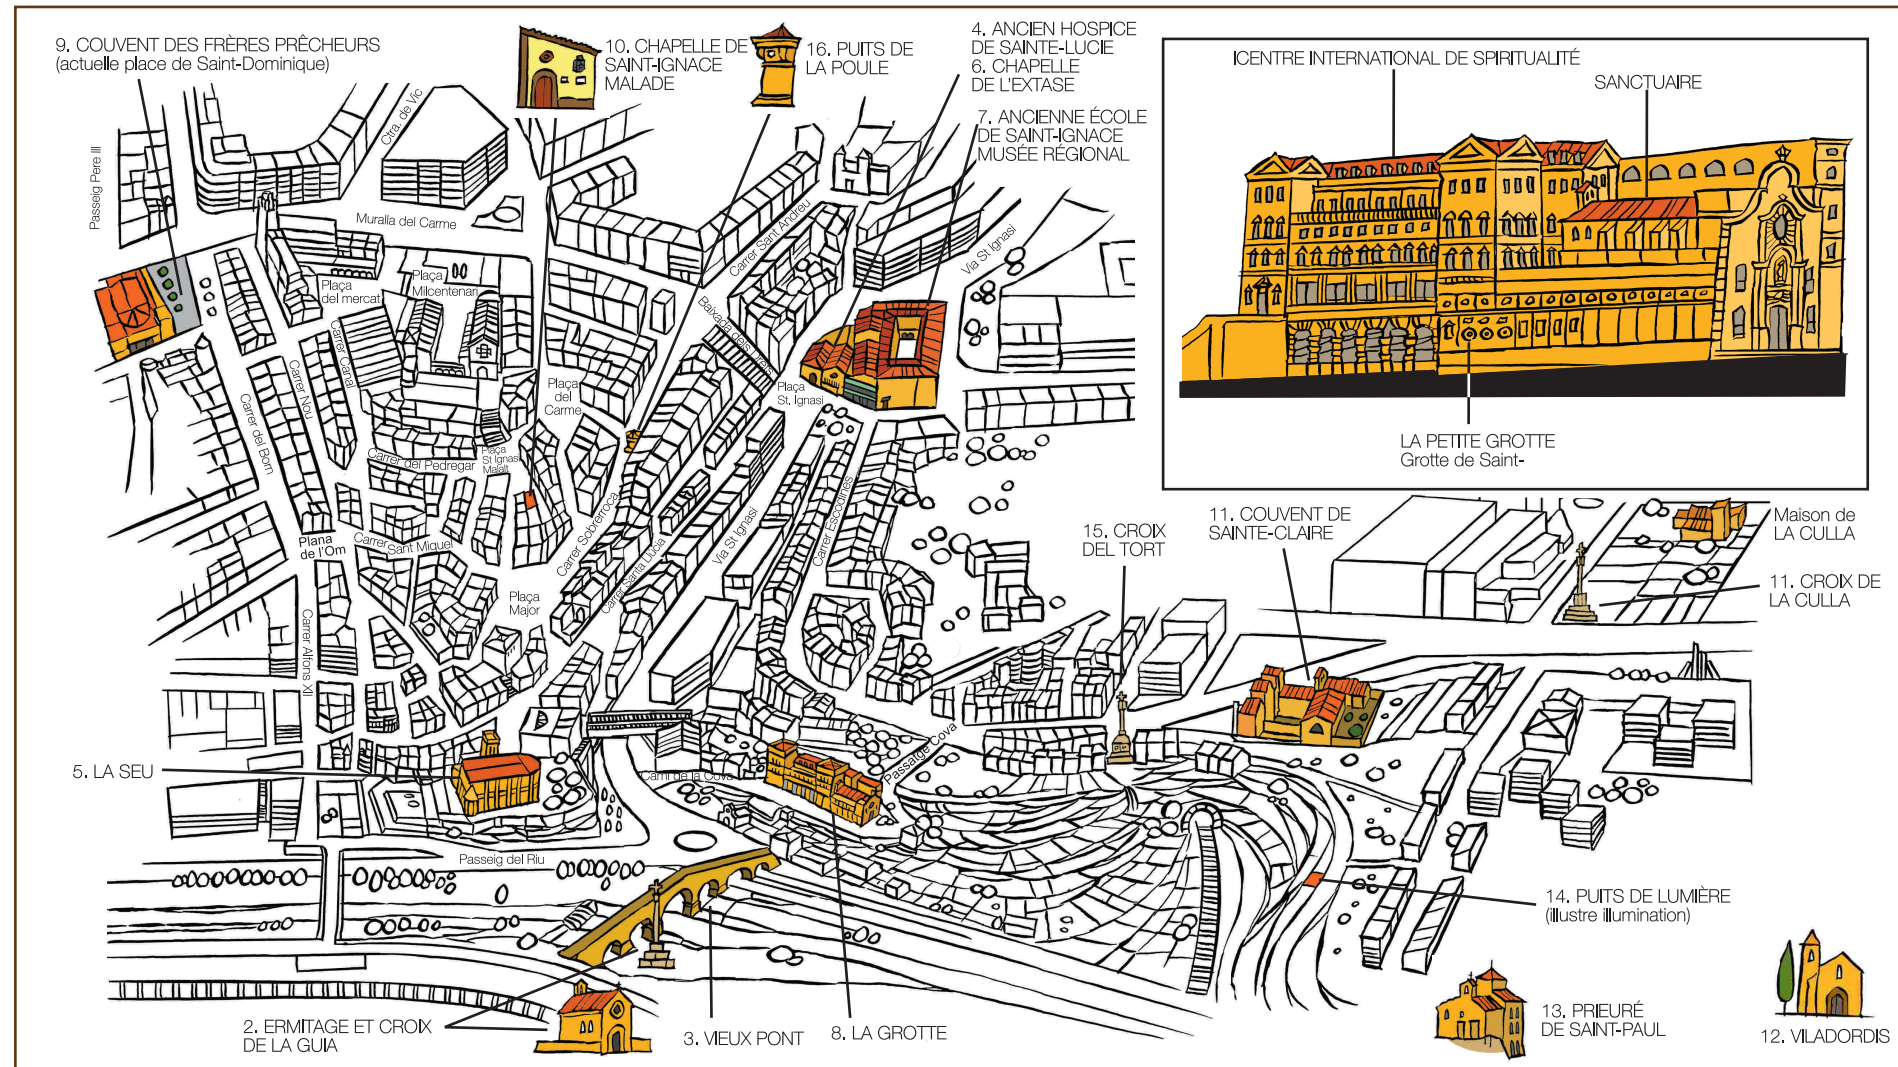 9. COUVENT DES FRÈRES PRÊCHEURS
(actuelle place de Saint-Dominique)
10. CHAPELLE DE
SAINT-IGNACE
MALADE
16. PUITS DE
LA POULE
4. ANCIEN HOSPICE
DE SAINTE-LUCIE
6. CHAPELLE
DE L'EXTASE
7. ANCIENNE ÉCOLE
DE SAINT-IGNACE
MUSÉE RÉGIONAL
ICENTRE INTERNATIONAL DE SPIRITUALITÉ
SANCTUAIRE
LA PETITE GROTTE
Grotte de Saint-
Passeig Pere III
Ctra. de Vic
Muralla del Carme
Plaça
del mercat
Plaça
Milcentenari
Carrer Sant Andreu
Via St Ignasi
Baixada dels Drets
Plaça
St. Ignasi
Carrer Canal
Carrer Nou
Carrer del Born
Plaça
del
Carme
Carrer del Pedregar
Plaça
St Ignasi
Malalt
Plana
de l'Om
Carrer Sant Miquel
Carrer Sobrerroca
Carrer Santa Llúcia
Via St Ignasi
Carrer Escodines
Plaça
Major
Carrer Alfons XII
15. CROIX
DEL TORT
11. COUVENT DE
SAINTE-CLAIRE
Maison de
LA CULLA
11. CROIX DE
LA CULLA
5. LA SEU
Camí de la Cova
Passatge Cova
Passeig del Riu
14. PUITS DE LUMIÈRE
(illustre illumination)
2. ERMITAGE ET CROIX
DE LA GUIA
3. VIEUX PONT
8. LA GROTTE
13. PRIEURÉ
DE SAINT-PAUL
12. VILADORDIS